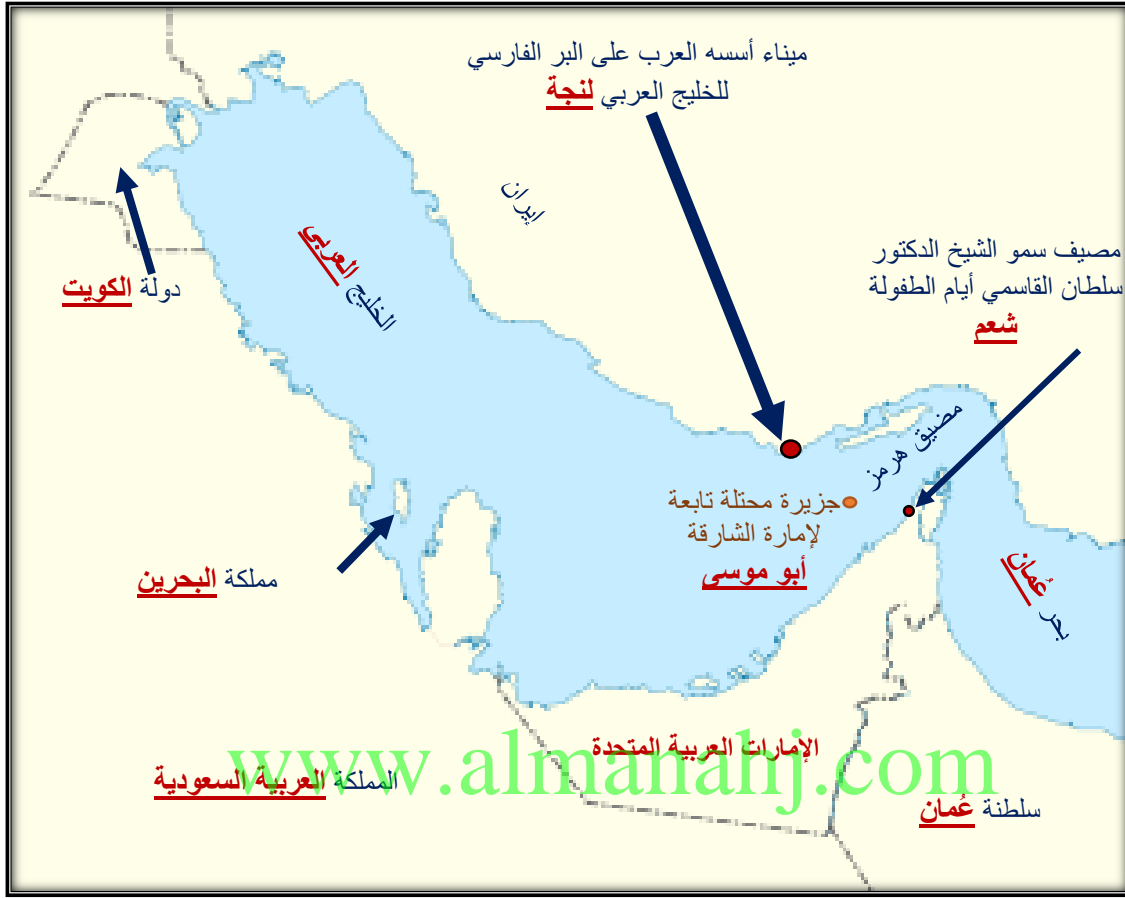 ميناء أسسه العرب على البر الفارسي
للخليج العربي لنجة
إيران
مصيف سمو الشيخ الدكتور
سلطان القاسمي أيام الطفولة
شعم
دولة الكويت
الخليج العربي
مضيق هرمز
جزيرة محتلة تابعة
لإمارة الشارقة
أبو موسى
مملكة البحرين
بحر عُمان
الإمارات العربية المتحدة
www.almanahj.com
المملكة العربية السعودية
سلطنة عُمان